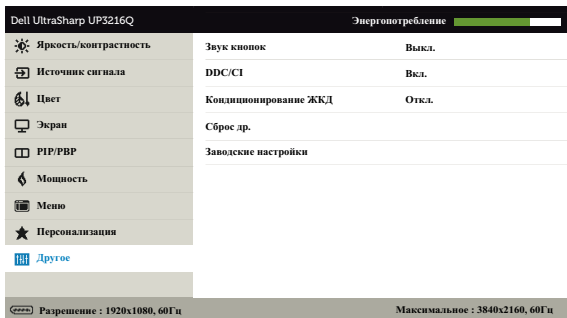 Dell UltraSharp UP3216Q
Энергопотребление
Яркость/контрастность
Звук кнопок Выкл.
Источник сигнала
DDC/CI Вкл.
Цвет
Кондиционирование ЖКД Откл.
Экран
Сброс др.
PIP/PBP
Заводские настройки
Мощность
Меню
Персонализация
Другое
Разрешение : 1920x1080, 60Гц
Максимальное : 3840x2160, 60Гц